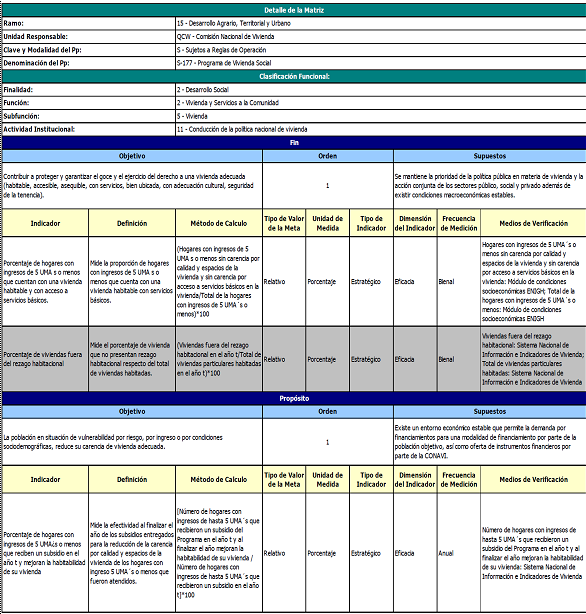 Detalle de la Matriz
Ramo: 15 - Desarrollo Agrario, Territorial y Urbano
Unidad Responsable: QCW - Comisión Nacional de Vivienda
Clave y Modalidad del Pp: S - Sujetos a Reglas de Operación
Denominación del Pp: S-177 - Programa de Vivienda Social
Clasificación Funcional:
Finalidad: 2 - Desarrollo Social
Función: 2 - Vivienda y Servicios a la Comunidad
Subfunción: 5 - Vivienda
Actividad Institucional: 11 - Conducción de la política nacional de vivienda
Fin
Objetivo Orden Supuestos
Contribuir a proteger y garantizar el goce y el ejercicio del derecho a una vivienda adecuada
(habitable, accesible, asequible, con servicios, bien ubicada, con adecuación cultural, seguridad
de la tenencia).
1
Se mantiene la prioridad de la política pública en materia de vivienda y la
acción conjunta de los sectores público, social y privado además de
existir condiciones macroeconómicas estables.
Indicador Definición Método de Calculo Tipo de Valor
de la Meta
Unidad de
Medida
Tipo de
Indicador
Dimensión
del Indicador
Frecuencia
de Medición
Medios de Verificación
Porcentaje de hogares con
ingresos de 5 UMA s o menos
que cuentan con una vivienda
habitable y con acceso a
servicios básicos.
Mide la proporción de hogares
con ingresos de 5 UMA s o
menos que cuenta con una
vivienda habitable con servicios
básicos.
(Hogares con ingresos de 5
UMA s o menos sin carencia por
calidad y espacios de la
vivienda y sin carencia por
acceso a servicios básicos en la
vivienda/Total de la hogares
con ingresos de 5 UMA´s o
menos)*100
Relativo
Porcentaje
Estratégico
Eficacia
Bienal
Hogares con ingresos de 5 UMA´s o
menos sin carencia por calidad y
espacios de la vivienda y sin carencia
por acceso a servicios básicos en la
vivienda: Módulo de condiciones
socioeconómicas ENIGH; Total de la
hogares con ingresos de 5 UMA´s o
menos: Módulo de condiciones
socioeconómicas ENIGH
Porcentaje de viviendas fuera
del rezago habitacional
Mide el porcentaje de vivienda
que no presentan rezago
habitacional respecto del total
de viviendas habitadas.
(Viviendas fuera del rezago
habitacional en el año t/Total de
viviendas particulares habitadas
en el año t)*100
Relativo
Porcentaje
Estratégico
Eficacia
Bienal
Viviendas fuera del rezago
habitacional: Sistema Nacional de
Información e Indicadores de Vivienda;
Total de viviendas particulares
habitadas: Sistema Nacional de
Información e Indicadores de Vivienda
Propósito
Objetivo Orden Supuestos
La población en situación de vulnerabilidad por riesgo, por ingreso o por condiciones
sociodemográficas, reduce su carencia de vivienda adecuada.
1
Existe un entorno económico estable que permite la demanda por
financiamientos para una modalidad de financiamiento por parte de la
población objetivo, así como oferta de instrumentos financieros por
parte de la CONAVI.
Indicador Definición Método de Calculo Tipo de Valor
de la Meta
Unidad de
Medida
Tipo de
Indicador
Dimensión
del Indicador
Frecuencia
de Medición
Medios de Verificación
Porcentaje de hogares con
ingresos de 5 UMA¿s o menos
que reciben un subsidio en el
año t y mejoran la habitabilidad
de su vivienda
Mide la efectividad al finalizar el
año de los subsidios entregados
para la reducción de la carencia
por calidad y espacios de la
vivienda de los hogares con
ingreso 5 UMA´s o menos que
fueron atendidos.
[Número de hogares con
ingresos de hasta 5 UMA´s que
recibieron un subsidio del
Programa en el año t y al
finalizar el año mejoran la
habitabilidad de su vivienda /
Número de hogares con
ingresos de hasta 5 UMA´s que
recibieron un subsidio en el año
t]*100
Relativo
Porcentaje
Estratégico
Eficacia
Anual
Número de hogares con ingresos
de hasta 5 UMA´s que recibieron un
subsidio del Programa en el año t y al
finalizar el año mejoran la habitabilidad
de su vivienda: Sistema Nacional de
Información e Indicadores de Vivienda